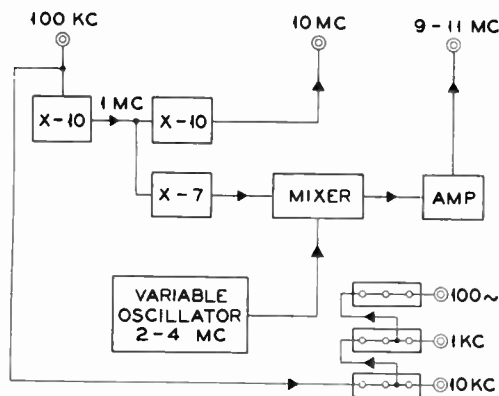 100 KC
10 MC
9-11 MC
1 MC
X-10
X-10
X-7
MIXER
AMP
VARIABLE
OSCILLATOR
2-4 MC
100~
1 KC
10 KC